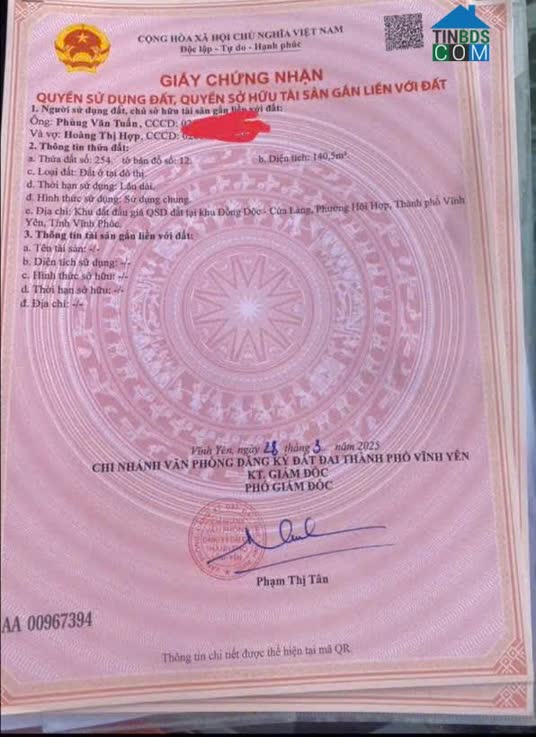 TINBDS
COM
CỘNG HÒA XÃ HỘI CHỦ NGHĨA VIỆT NAM
Độc lập - Tự do - Hạnh phúc
GIẤY CHỨNG NHẬN
QUYỀN SỬ DỤNG ĐẤT, QUYỀN SỞ HỮU TÀI SẢN GẮN LIỀN VỚI ĐẤT
1. Người sử dụng đất, chủ sở hữu tài sản gắn liền với đất:
Ông: Phùng Văn Tuấn, CCCD:
Và vợ: Hoàng Thị Hợp, CCCD:
2. Thông tin thửa đất:
a. Thửa đất số: 254, tờ bản đồ số: 12. b. Diện tích: 140,5m².
c. Loại đất: Đất ở tại đô thị.
d. Thời hạn sử dụng: Lâu dài.
đ. Hình thức sử dụng: Sử dụng chung.
e. Địa chỉ: Khu đất đấu giá QSD đất tại khu Đồng Dộc - Cửa Làng, Phường Hội Hợp, Thành phố Vĩnh
Yên, Tỉnh Vĩnh Phúc.
3. Thông tin tài sản gắn liền với đất:
a. Tên tài sản: -/-
b. Diện tích sử dụng: -/-
c. Hình thức sở hữu: -/-
d. Thời hạn sở hữu: -/-
đ. Địa chỉ: -/-
Vĩnh Yên, ngày 28 tháng 3 năm 2025
CHI NHÁNH VĂN PHÒNG ĐĂNG KÝ ĐẤT ĐAI THÀNH PHỐ VĨNH YÊN
KT. GIÁM ĐỐC
PHÓ GIÁM ĐỐC
Phạm Thị Tân
AA 00967394
Thông tin chi tiết được thể hiện tại mã QR.